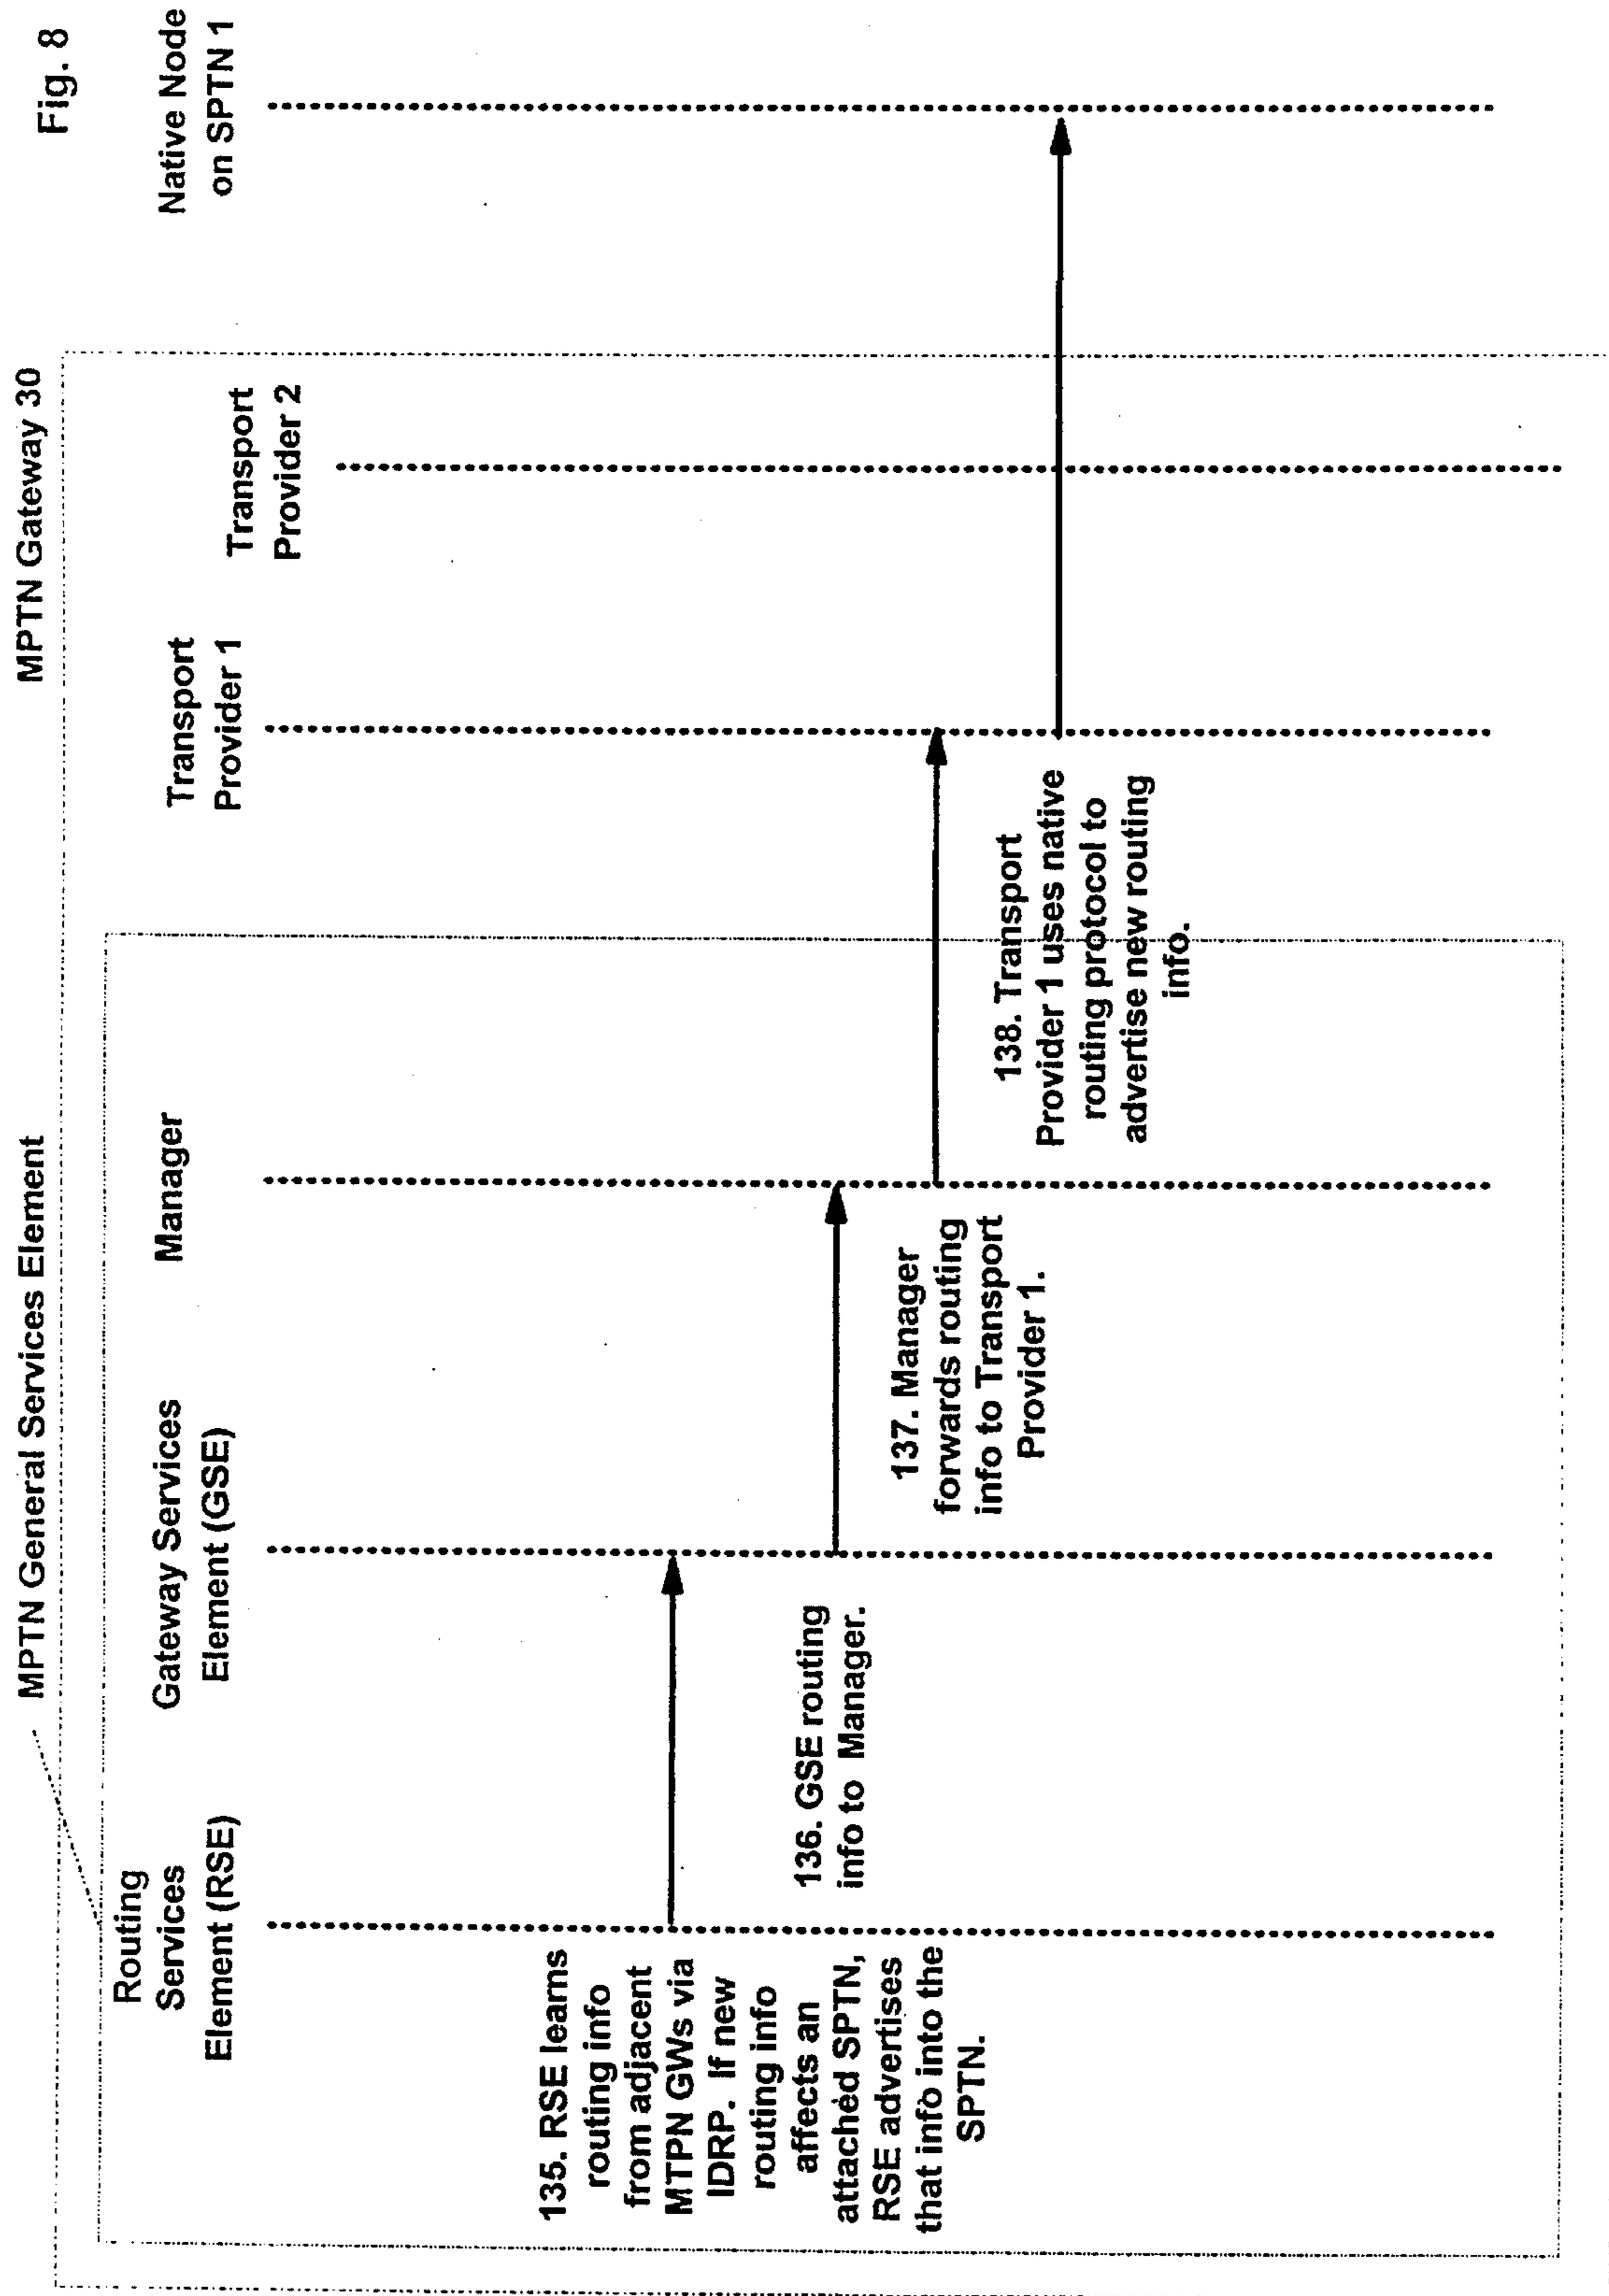 Fig. 8
MPTN General Services Element
MPTN Gateway 30
Routing
Services
Element (RSE)
Gateway Services
Element (GSE)
Manager
Transport
Provider 1
Transport
Provider 2
Native Node
on SPTN 1
135. RSE learns
routing info
from adjacent
MTPN GWs via
IDRP. If new
routing info
affects an
attached SPTN,
RSE advertises
that info into the
SPTN.
136. GSE routing
info to Manager.
137. Manager
forwards routing
info to Transport
Provider 1.
138. Transport
Provider 1 uses native
routing protocol to
advertise new routing
info.